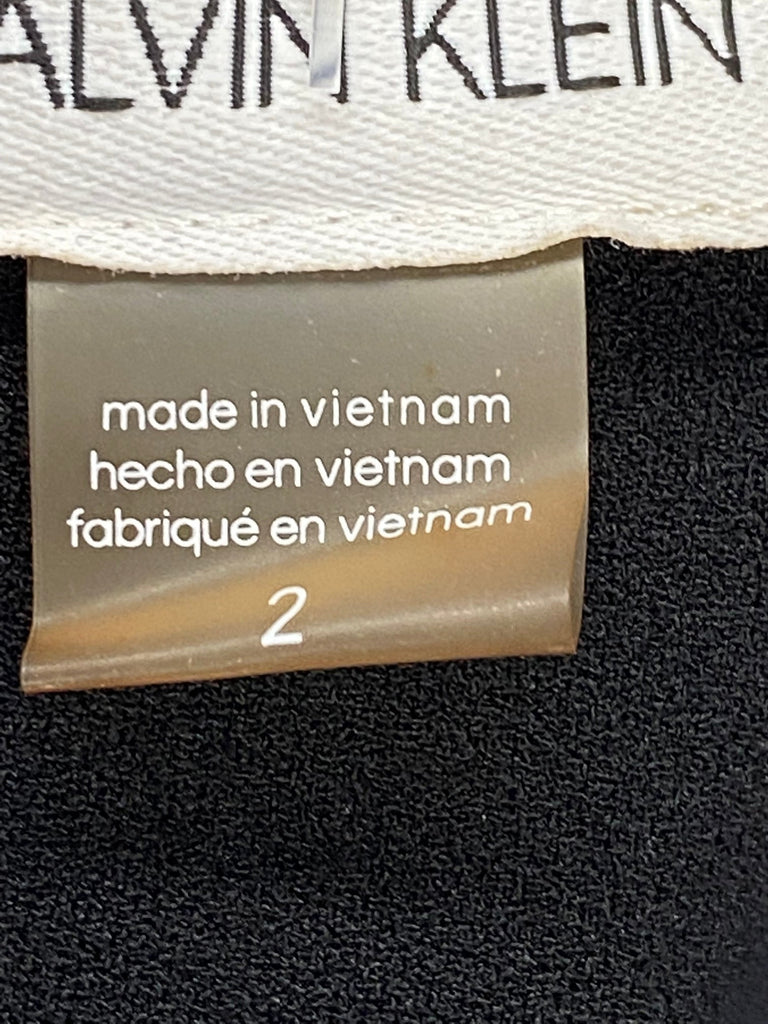 ALVIN KLEIN
made in vietnam
hecho en vietnam
fabriqué en vietnam
2